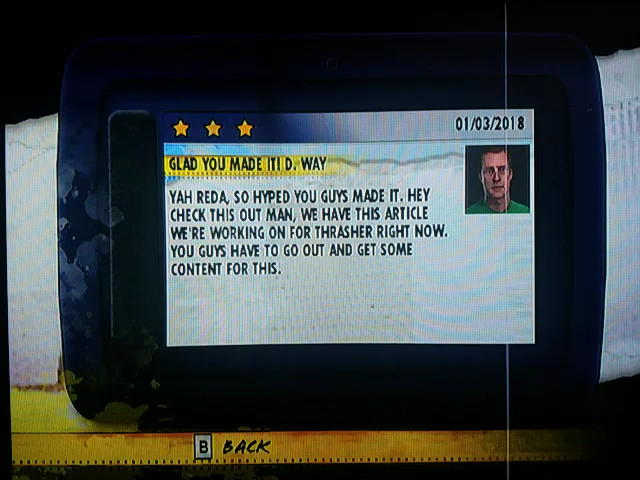 01/03/2018
GLAD YOU MADE IT! D. WAY
YAH REDA, SO HYPED YOU GUYS MADE IT. HEY
CHECK THIS OUT MAN, WE HAVE THIS ARTICLE
WE'RE WORKING ON FOR THRASHER RIGHT NOW.
YOU GUYS HAVE TO GO OUT AND GET SOME
CONTENT FOR THIS.
B BACK